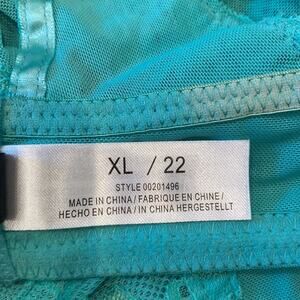 XL / 22
STYLE 00201496
MADE IN CHINA / FABRIQUE EN CHINE /
HECHO EN CHINA / IN CHINA HERGESTELLT